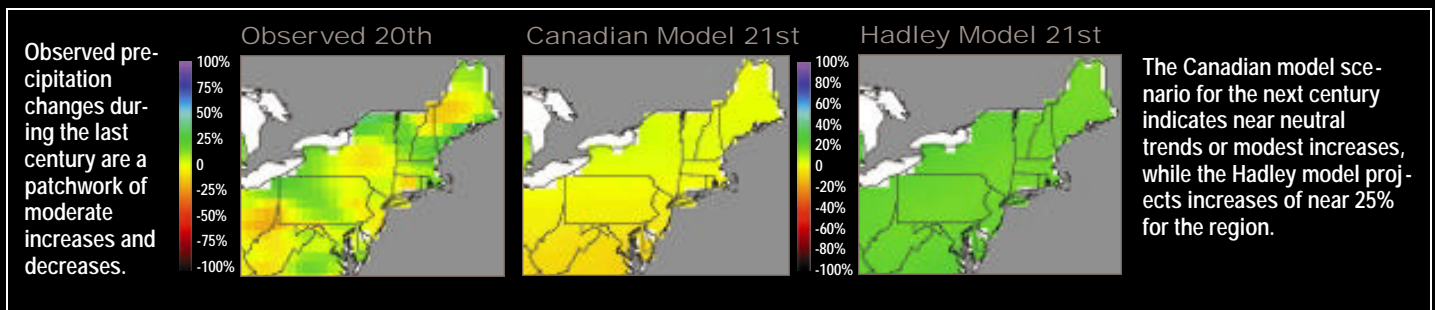 Observed pre-
cipitation
changes dur-
ing the last
century are a
patchwork of
moderate
increases and
decreases.
Observed 20th
100%
75%
50%
25%
0
-25%
-50%
-75%
-100%
Canadian Model 21st
100%
80%
60%
40%
20%
0
-20%
-40%
-60%
-80%
-100%
Hadley Model 21st
The Canadian model sce-
nario for the next century
indicates near neutral
trends or modest increases,
while the Hadley model proj-
ects increases of near 25%
for the region.